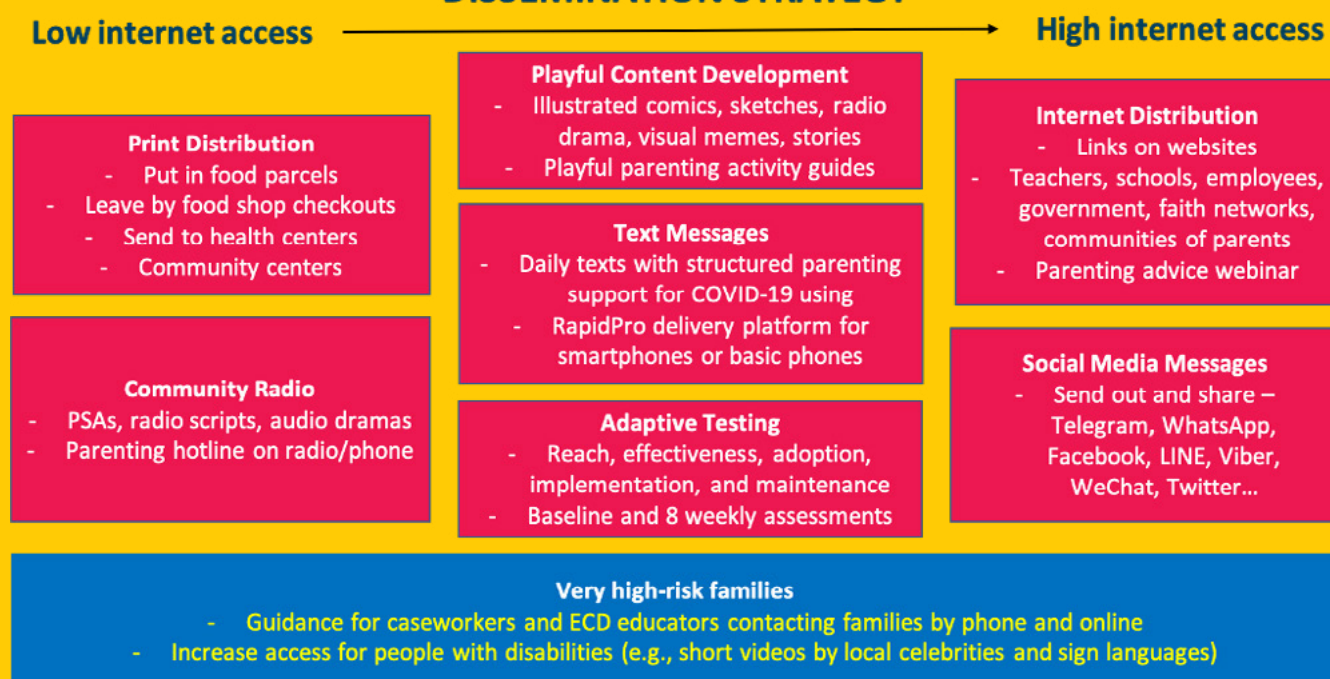 DISSEMINATION STRATEGY
Low internet access
High internet access
Print Distribution
- Put in food parcels
- Leave by food shop checkouts
- Send to health centers
- Community centers
Community Radio
- PSAs, radio scripts, audio dramas
- Parenting hotline on radio/phone
Playful Content Development
- Illustrated comics, sketches, radio
drama, visual memes, stories
- Playful parenting activity guides
Text Messages
- Daily texts with structured parenting
support for COVID-19 using
- RapidPro delivery platform for
smartphones or basic phones
Adaptive Testing
- Reach, effectiveness, adoption,
implementation, and maintenance
- Baseline and 8 weekly assessments
Internet Distribution
- Links on websites
- Teachers, schools, employees,
government, faith networks,
communities of parents
- Parenting advice webinar
Social Media Messages
- Send out and share –
Telegram, WhatsApp,
Facebook, LINE, Viber,
WeChat, Twitter...
Very high-risk families
- Guidance for caseworkers and ECD educators contacting families by phone and online
- Increase access for people with disabilities (e.g., short videos by local celebrities and sign languages)